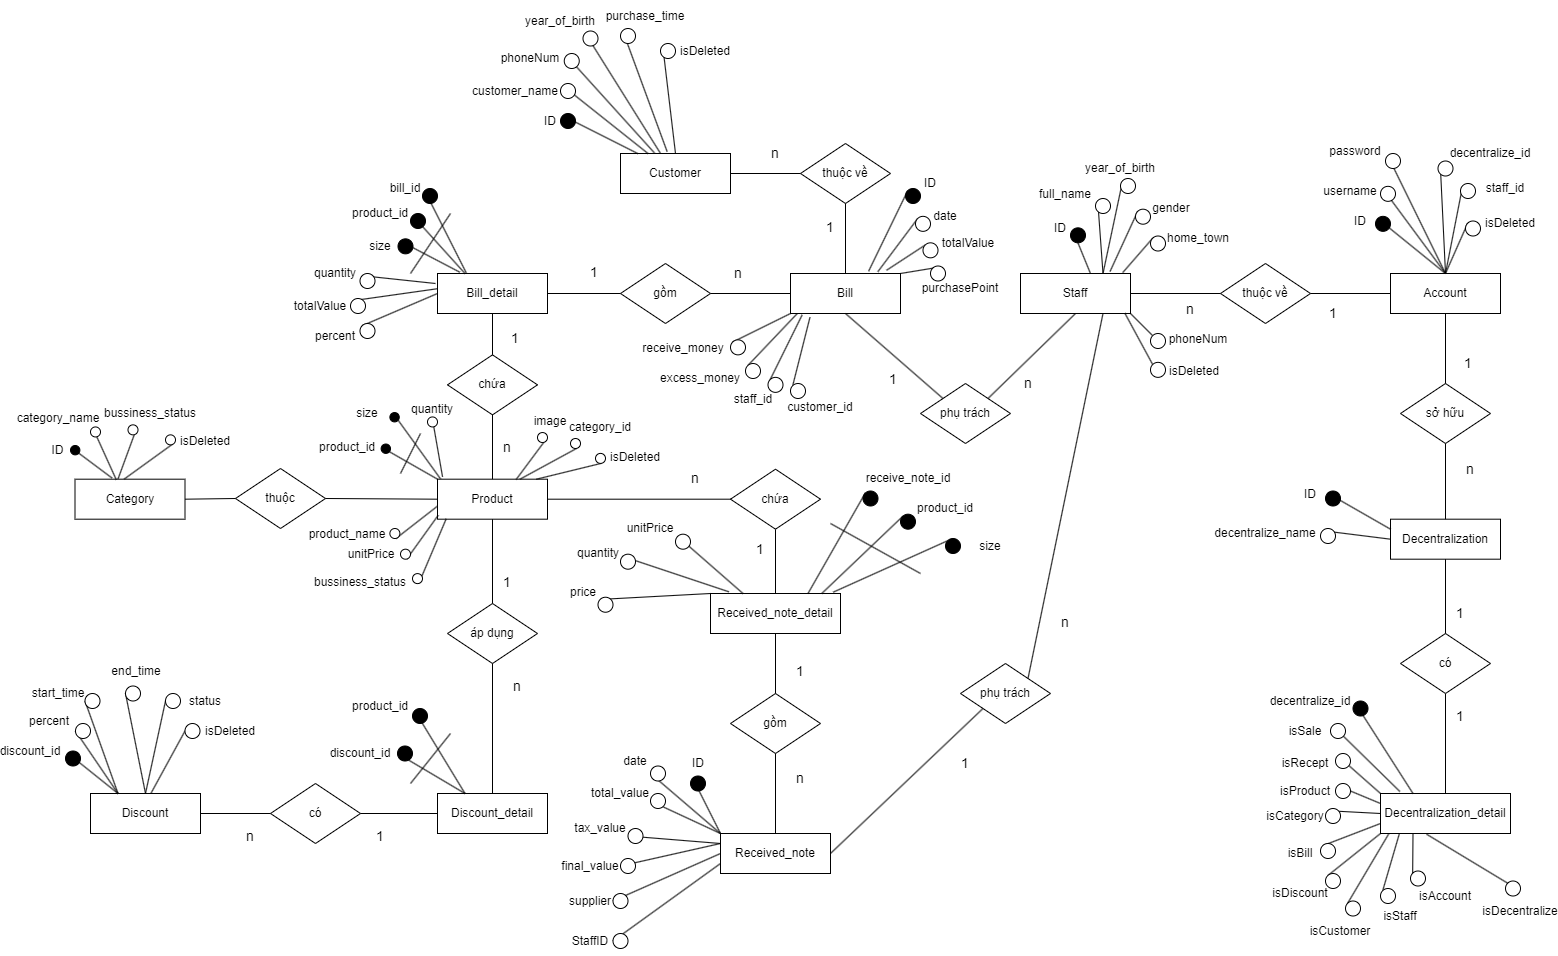 purchase_time
year_of_birth
isDeleted
phoneNum
customer_name
ID
Customer
n
thuộc về
1
bill_id
product_id
size
quantity
totalValue
percent
Bill_detail
1
gồm
n
ID
date
totalValue
purchasePoint
Bill
receive_money
excess_money
staff_id
customer_id
1
phụ trách
n
year_of_birth
full_name
gender
ID
home_town
Staff
phoneNum
isDeleted
n
thuộc về
1
password
decentralize_id
username
staff_id
ID
isDeleted
Account
1
sở hữu
n
1
chứa
n
category_name
bussiness_status
ID
isDeleted
Category
thuộc
size
quantity
image
category_id
product_id
isDeleted
Product
product_name
unitPrice
bussiness_status
n
chứa
1
receive_note_id
product_id
size
unitPrice
quantity
price
Received_note_detail
ID
decentralize_name
Decentralization
1
có
1
1
áp dụng
n
n
phụ trách
1
1
gồm
n
end_time
start_time
status
percent
isDeleted
discount_id
Discount
n
có
1
product_id
discount_id
Discount_detail
date
ID
total_value
tax_value
final_value
supplier
StaffID
Received_note
decentralize_id
isSale
isRecept
isProduct
isCategory
Decentralization_detail
isBill
isDiscount
isCustomer
isStaff
isAccount
isDecentralize